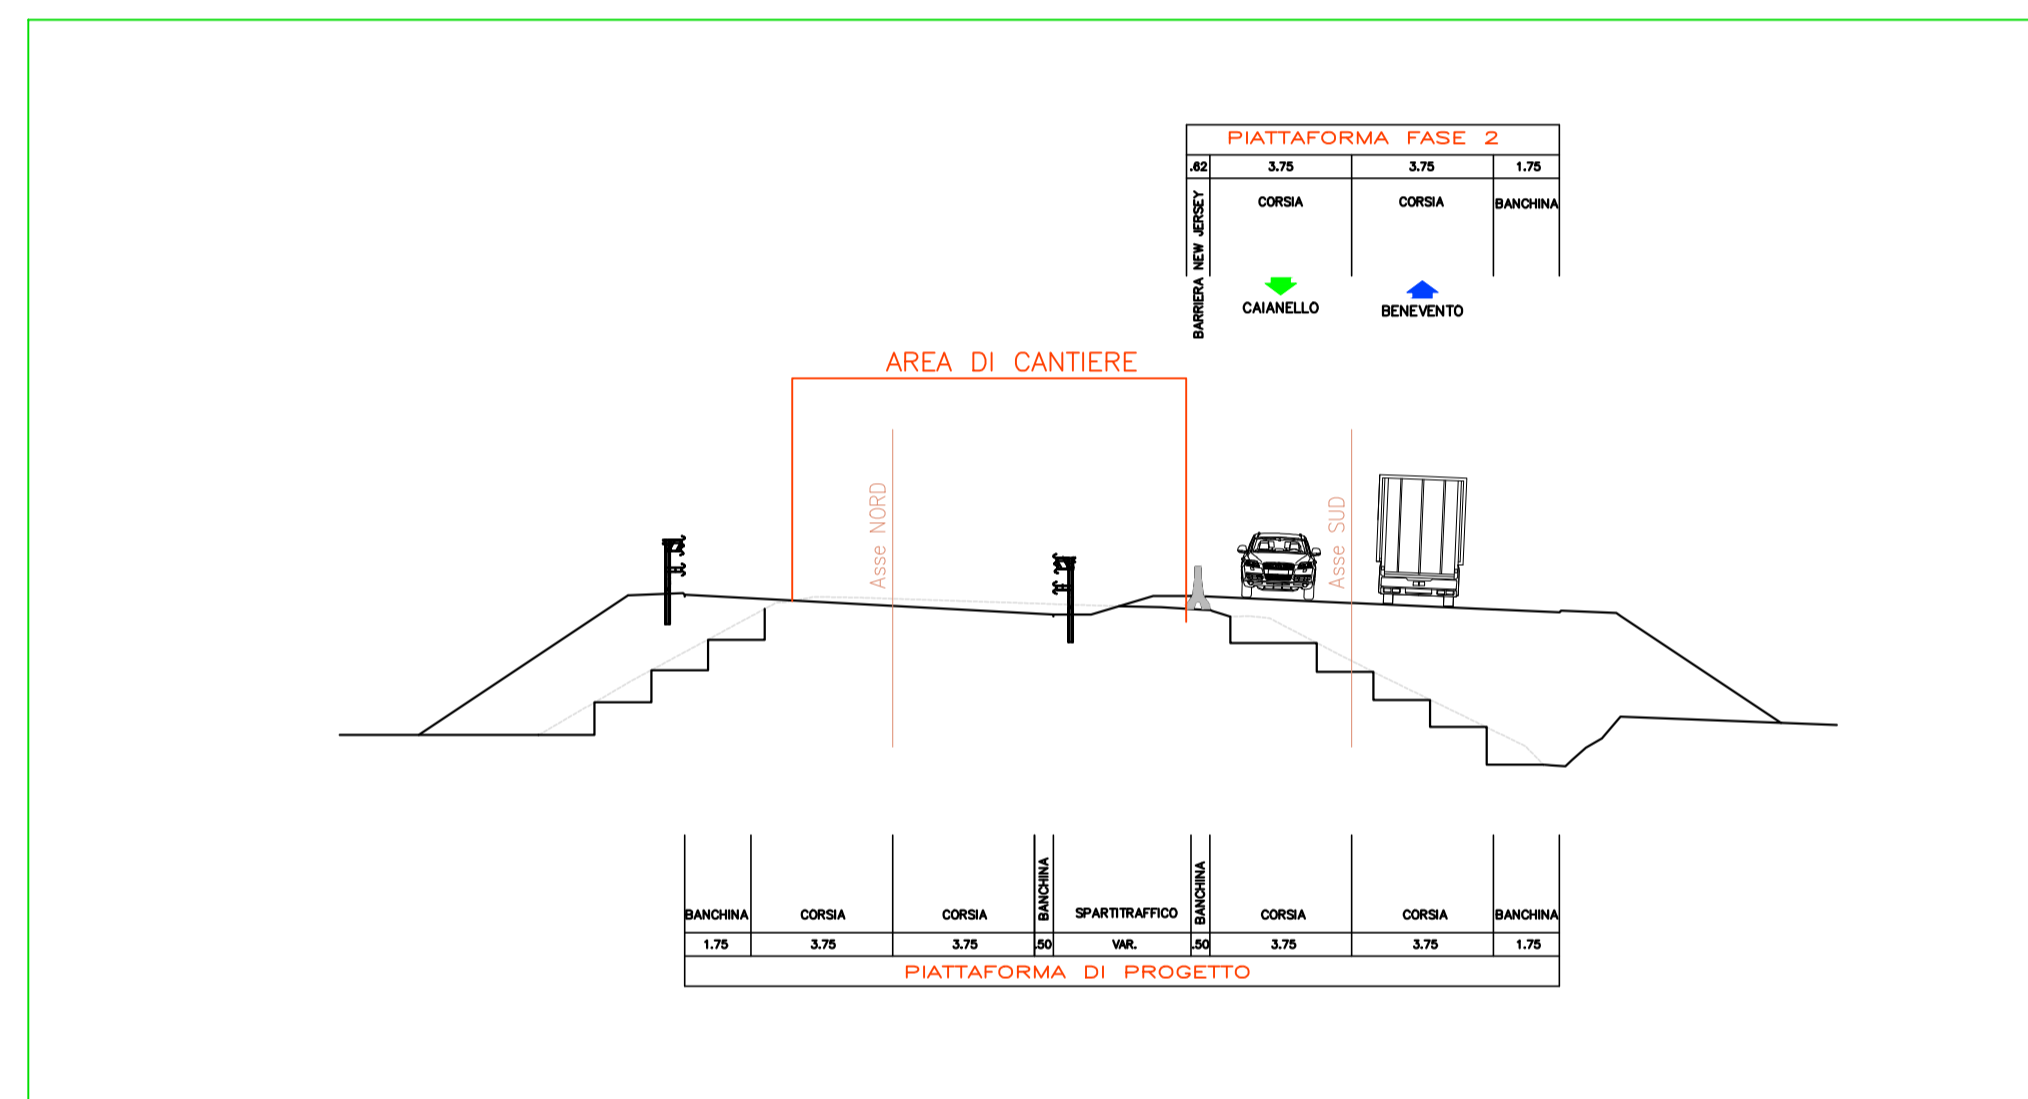 PIATTAFORMA FASE 2
.62 3.75 3.75 1.75
BARRIERA NEW JERSEY
CORSIA CORSIA BANCHINA
CAIANELLO BENEVENTO
AREA DI CANTIERE
Asse NORD
Asse SUD
BANCHINA CORSIA CORSIA BANCHINA SPARTITRAFFICO BANCHINA CORSIA CORSIA BANCHINA
1.75 3.75 3.75 .50 VAR. .50 3.75 3.75 1.75
PIATTAFORMA DI PROGETTO